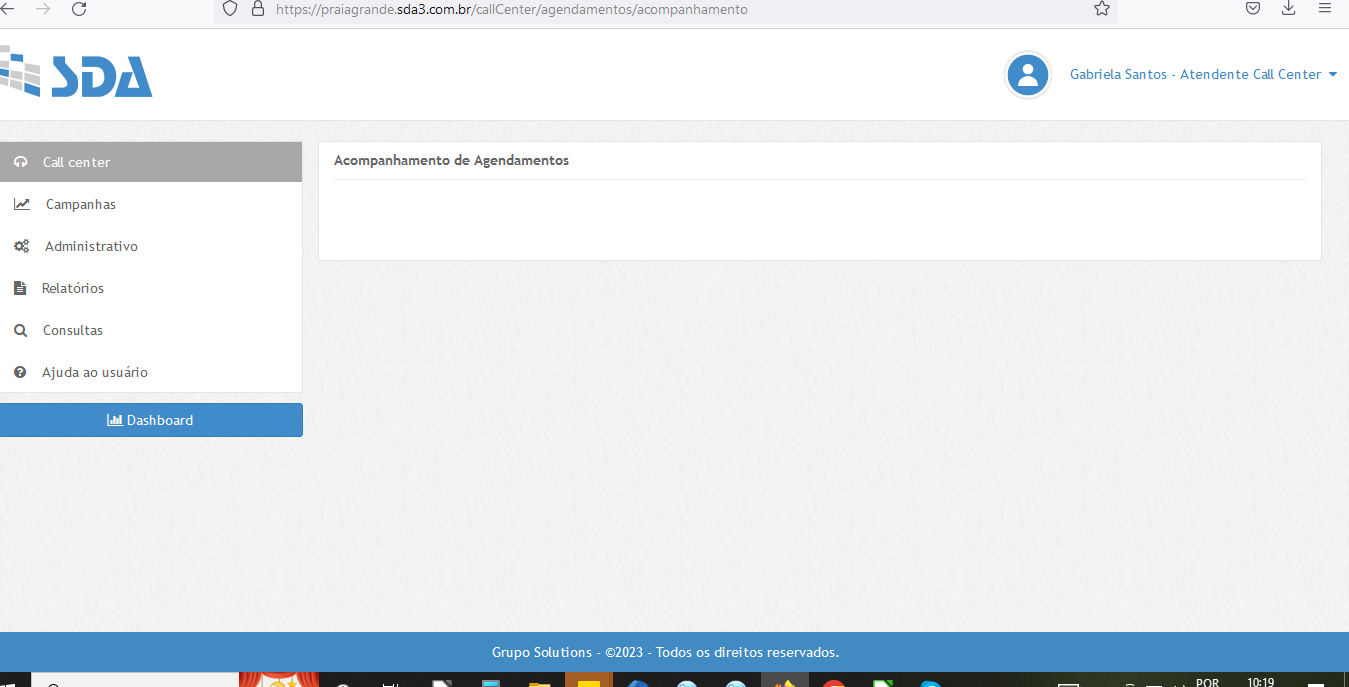 https://praiagrande.sda3.com.br/callCenter/agendamentos/acompanhamento
SDA
Gabriela Santos - Atendente Call Center
Call center
Campanhas
Administrativo
Relatórios
Consultas
Ajuda ao usuário
Dashboard
Acompanhamento de Agendamentos
Grupo Solutions - ©2023 - Todos os direitos reservados.
POR
10:19